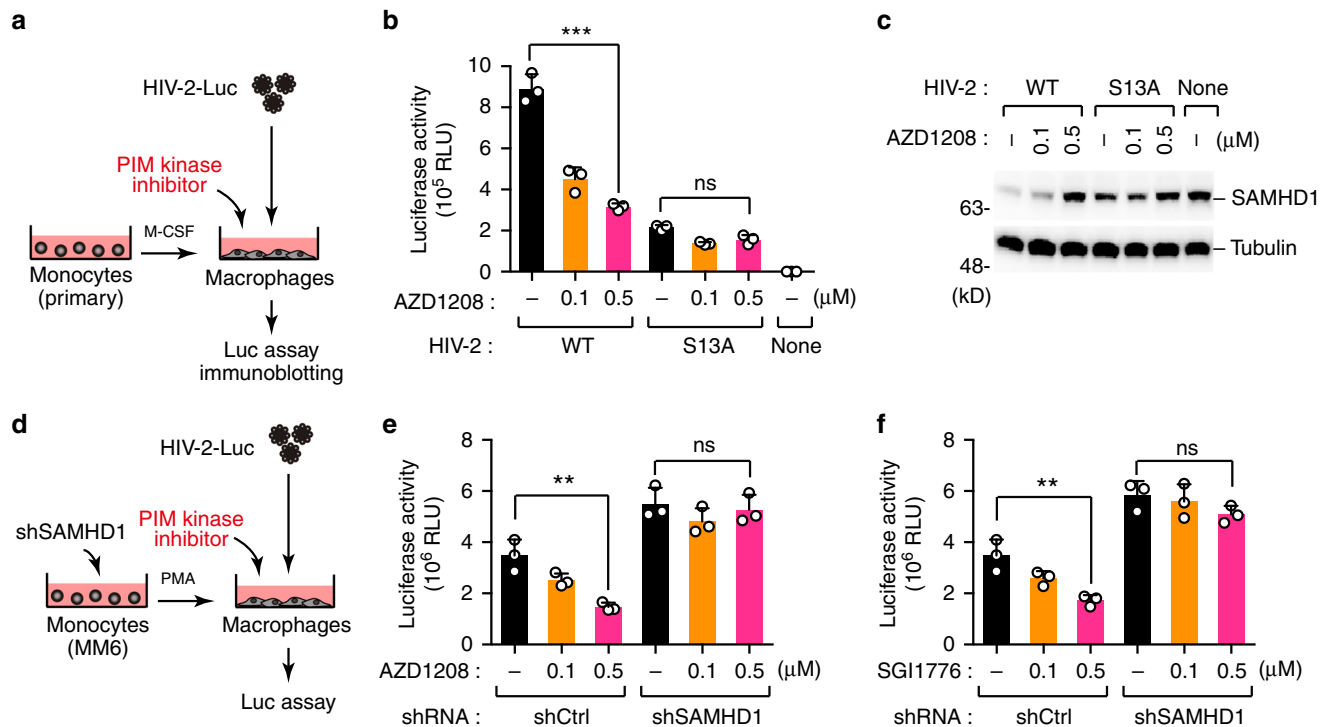 a
HIV-2-Luc
PIM kinase
inhibitor
M-CSF
Monocytes
(primary)
Macrophages
Luc assay
immunoblotting
b
***
ns
Luciferase activity
(10⁵ RLU)
10
8
6
4
2
0
AZD1208 : – 0.1 0.5 – 0.1 0.5 – (μM)
HIV-2 : WT S13A None
c
HIV-2 : WT S13A None
AZD1208 : – 0.1 0.5 – 0.1 0.5 – (μM)
63- SAMHD1
Tubulin
48-
(kD)
d
HIV-2-Luc
shSAMHD1
PIM kinase
inhibitor
PMA
Monocytes
(MM6)
Macrophages
Luc assay
e
**
ns
Luciferase activity
(10⁶ RLU)
8
6
4
2
0
AZD1208 : – 0.1 0.5 – 0.1 0.5 (μM)
shRNA : shCtrl shSAMHD1
f
**
ns
Luciferase activity
(10⁶ RLU)
8
6
4
2
0
SGI1776 : – 0.1 0.5 – 0.1 0.5 (μM)
shRNA : shCtrl shSAMHD1